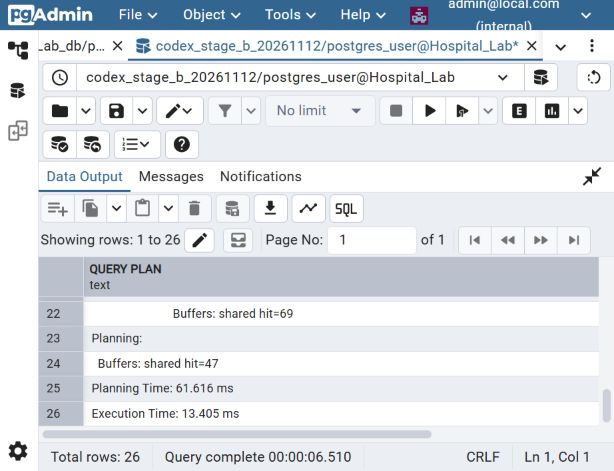 pgAdmin File Object Tools Help admin@local.com (internal)
_ab_db/p... codex_stage_b_20261112/postgres_user@Hospital_Lab*
codex_stage_b_20261112/postgres_user@Hospital_Lab
No limit E
Data Output Messages Notifications
SQL
Showing rows: 1 to 26 Page No: 1 of 1
QUERY PLAN
text
22 Buffers: shared hit=69
23 Planning:
24 Buffers: shared hit=47
25 Planning Time: 61.616 ms
26 Execution Time: 13.405 ms
Total rows: 26 Query complete 00:00:06.510 CRLF Ln 1, Col 1